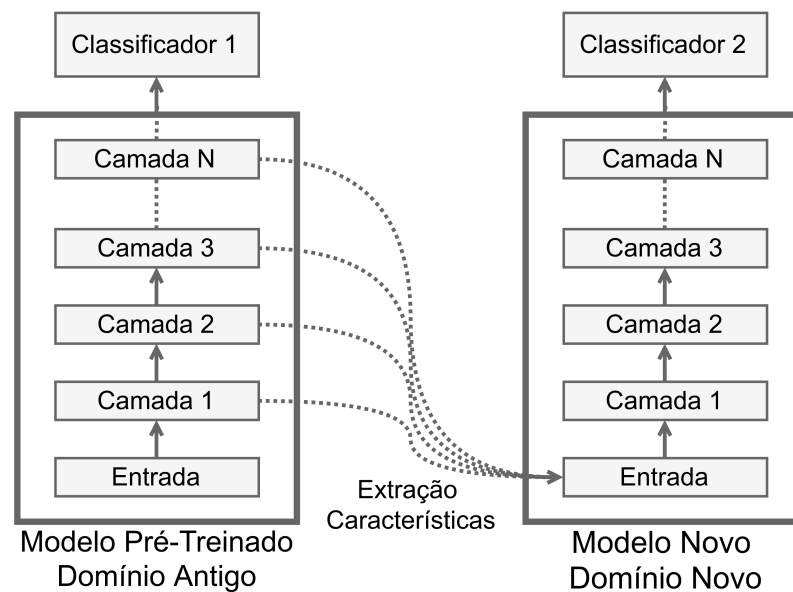 Classificador 1
Camada N
Camada 3
Camada 2
Camada 1
Entrada
Modelo Pré-Treinado
Domínio Antigo
Extração
Características
Classificador 2
Camada N
Camada 3
Camada 2
Camada 1
Entrada
Modelo Novo
Domínio Novo